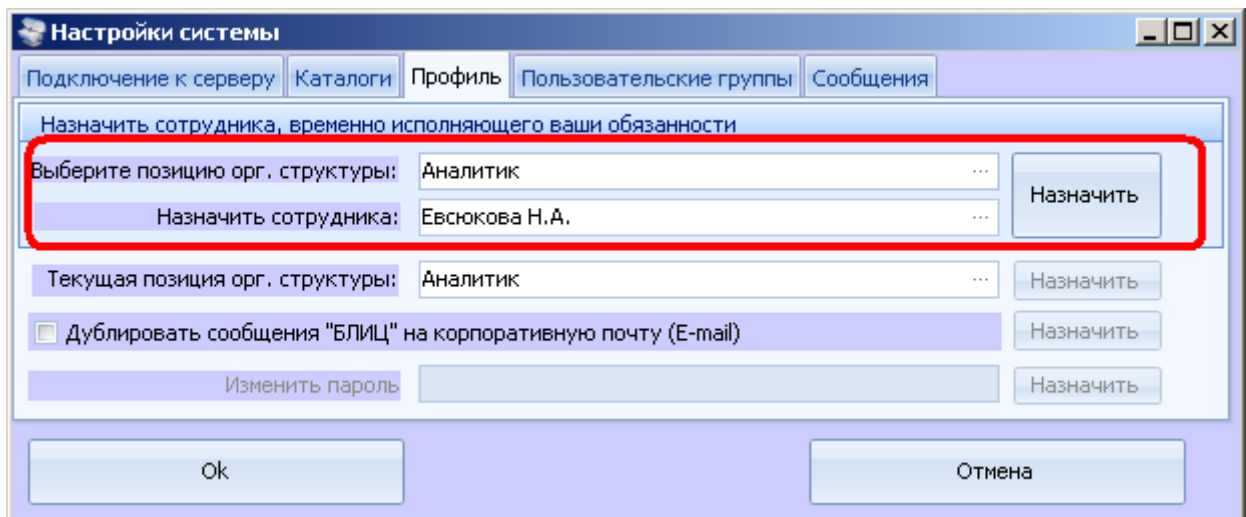 Настройки системы
Подключение к серверу Каталоги Профиль Пользовательские группы Сообщения
Назначить сотрудника, временно исполняющего ваши обязанности
Выберите позицию орг. структуры: Аналитик ...
Назначить
Назначить сотрудника: Евсюкова Н.А. ...
Текущая позиция орг. структуры: Аналитик ... Назначить
Дублировать сообщения "БЛИЦ" на корпоративную почту (E-mail) Назначить
Изменить пароль Назначить
Ok Отмена